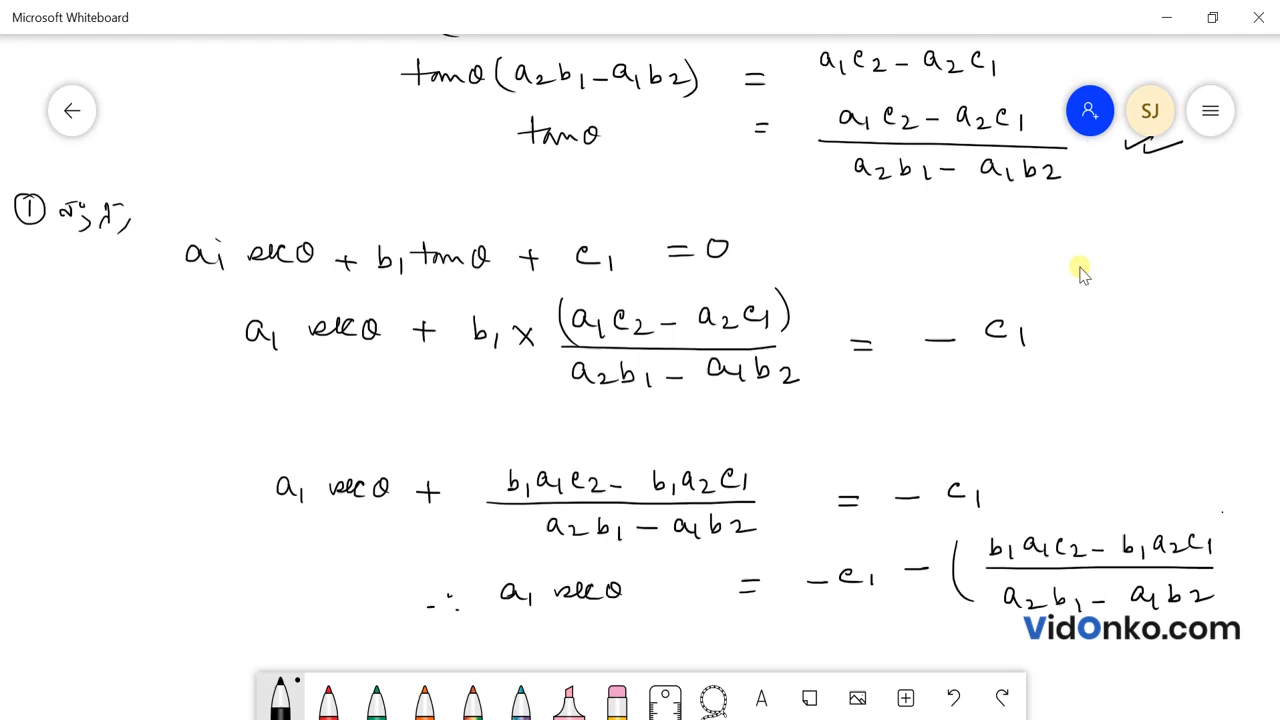 Microsoft Whiteboard
tanθ(a₂b₁ - a₁b₂) = a₁c₂ - a₂c₁
tanθ = (a₁c₂ - a₂c₁) / (a₂b₁ - a₁b₂)
SJ
① নং এ,
a₁ secθ + b₁ tanθ + c₁ = 0
a₁ secθ + b₁ × (a₁c₂ - a₂c₁) / (a₂b₁ - a₁b₂) = - c₁
a₁ secθ + (b₁a₁c₂ - b₁a₂c₁) / (a₂b₁ - a₁b₂) = - c₁
∴ a₁ secθ = -c₁ - ( (b₁a₁c₂ - b₁a₂c₁) / (a₂b₁ - a₁b₂)
VidOnko.com